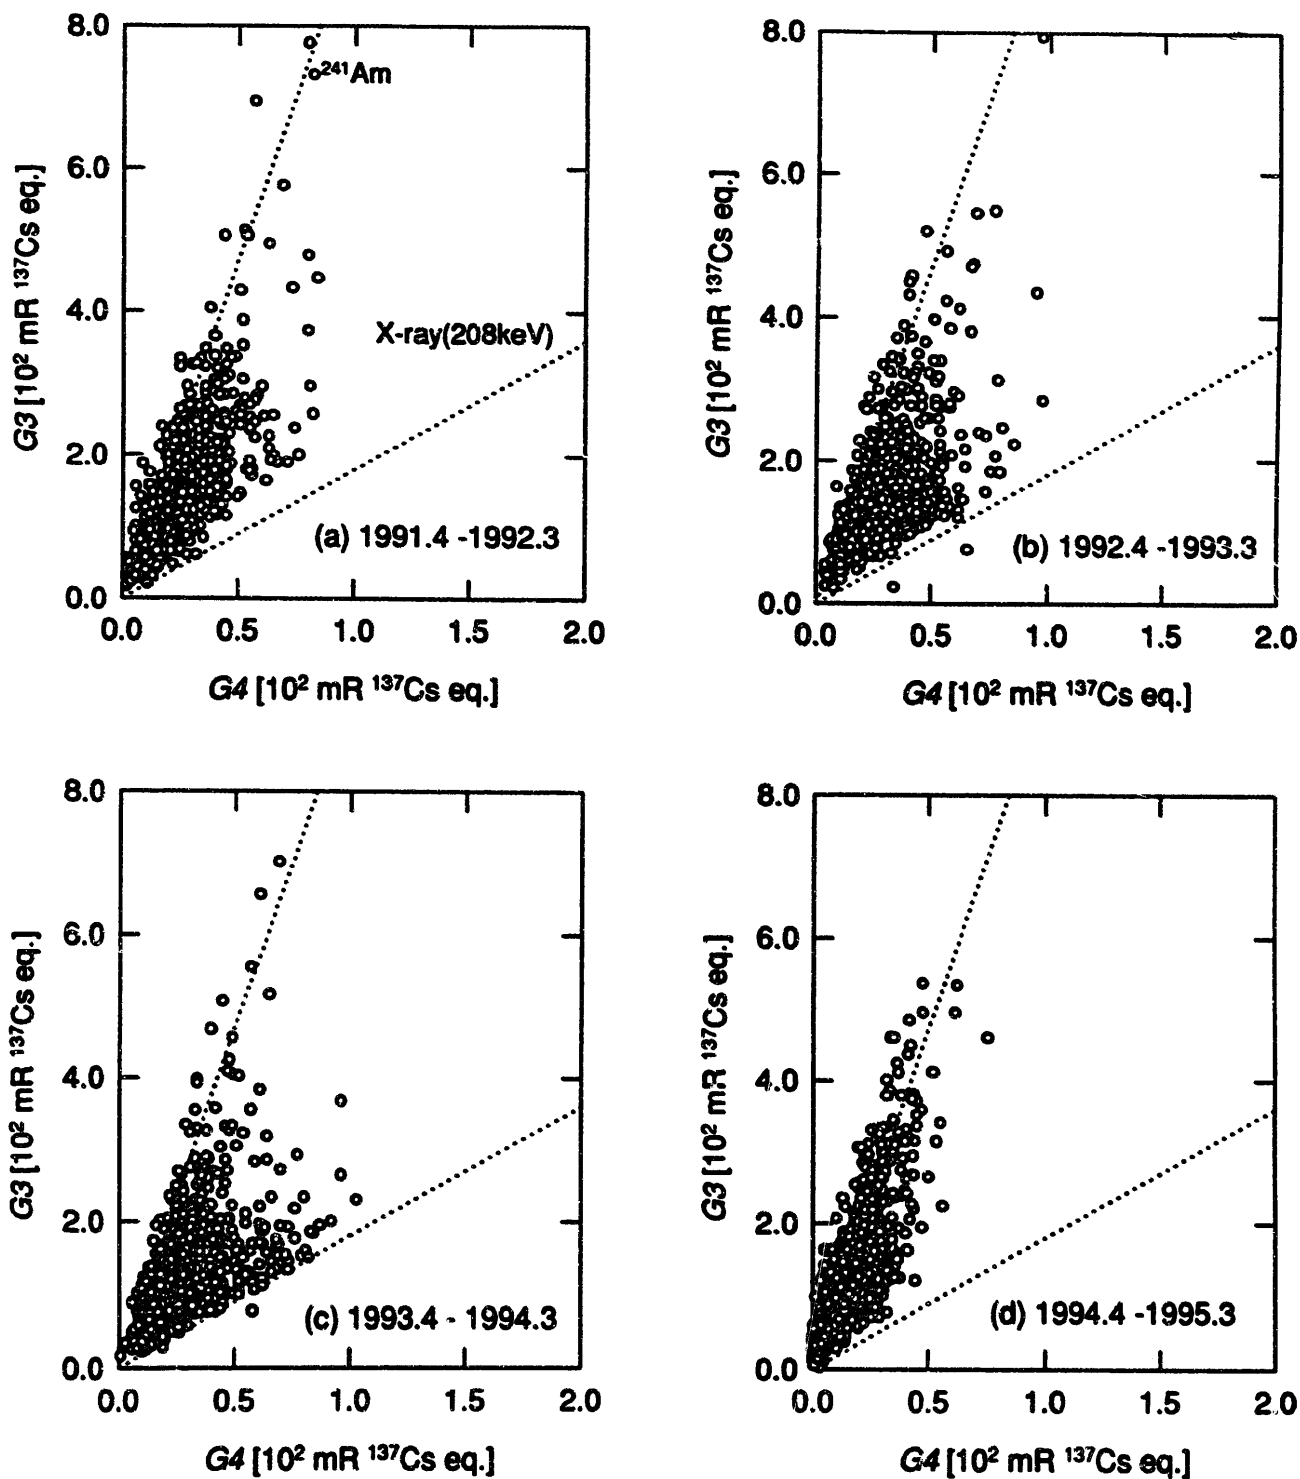 8.0
6.0
4.0
2.0
0.0
0.0 0.5 1.0 1.5 2.0
G3 [10² mR ¹³⁷Cs eq.]
G4 [10² mR ¹³⁷Cs eq.]
²⁴¹Am
X-ray(208keV)
(a) 1991.4 -1992.3
8.0
6.0
4.0
2.0
0.0
0.0 0.5 1.0 1.5 2.0
G3 [10² mR ¹³⁷Cs eq.]
G4 [10² mR ¹³⁷Cs eq.]
(b) 1992.4 -1993.3
8.0
6.0
4.0
2.0
0.0
0.0 0.5 1.0 1.5 2.0
G3 [10² mR ¹³⁷Cs eq.]
G4 [10² mR ¹³⁷Cs eq.]
(c) 1993.4 - 1994.3
8.0
6.0
4.0
2.0
0.0
0.0 0.5 1.0 1.5 2.0
G3 [10² mR ¹³⁷Cs eq.]
G4 [10² mR ¹³⁷Cs eq.]
(d) 1994.4 -1995.3